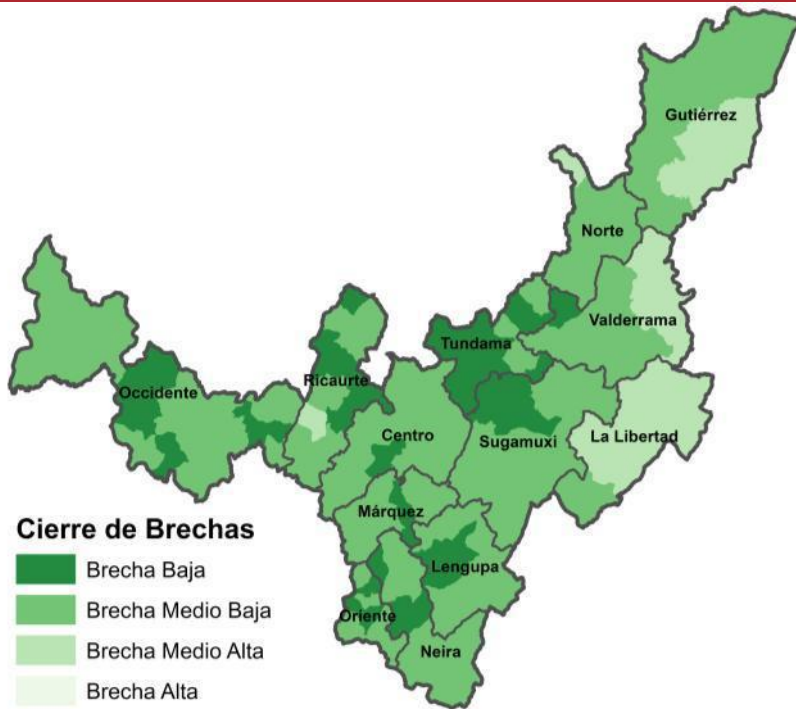 Gutiérrez
Norte
Valderrama
Tundama
Occidente
Ricaurte
Centro
Sugamuxi
La Libertad
Márquez
Lengupa
Oriente
Neira
Cierre de Brechas
Brecha Baja
Brecha Medio Baja
Brecha Medio Alta
Brecha Alta